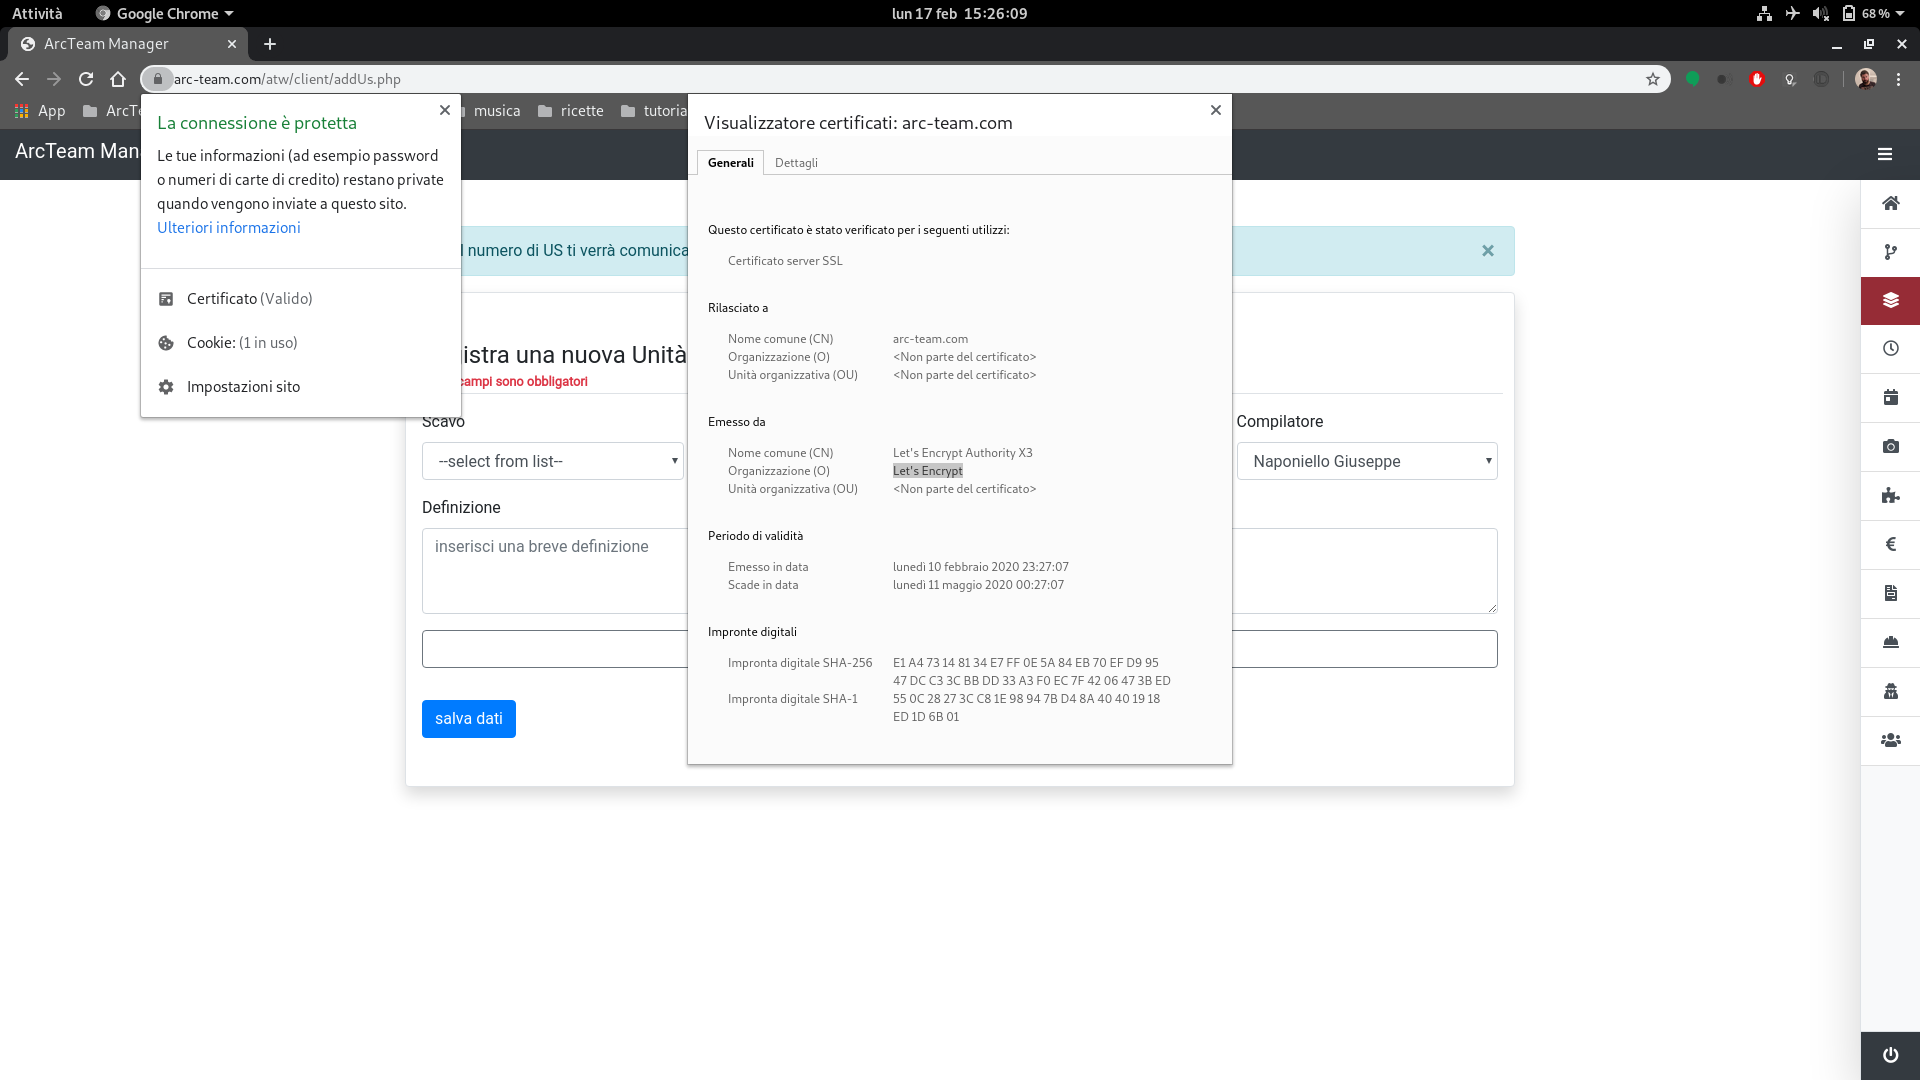 Attività
Google Chrome
lun 17 feb 15:26:09
68 %
ArcTeam Manager
arc-team.com/atw/client/addUs.php
App
ArcTe
musica
ricette
tutoria
La connessione è protetta
Le tue informazioni (ad esempio password
o numeri di carte di credito) restano private
quando vengono inviate a questo sito.
Ulteriori informazioni
Certificato (Valido)
Cookie: (1 in uso)
Impostazioni sito
ArcTeam Man
l numero di US ti verrà comunica
istra una nuova Unità
campi sono obbligatori
Scavo
--select from list--
Compilatore
Naponiello Giuseppe
Definizione
inserisci una breve definizione
salva dati
Visualizzatore certificati: arc-team.com
Generali
Dettagli
Questo certificato è stato verificato per i seguenti utilizzi:
Certificato server SSL
Rilasciato a
Nome comune (CN) arc-team.com
Organizzazione (O) <Non parte del certificato>
Unità organizzativa (OU) <Non parte del certificato>
Emesso da
Nome comune (CN) Let's Encrypt Authority X3
Organizzazione (O) Let's Encrypt
Unità organizzativa (OU) <Non parte del certificato>
Periodo di validità
Emesso in data lunedì 10 febbraio 2020 23:27:07
Scade in data lunedì 11 maggio 2020 00:27:07
Impronte digitali
Impronta digitale SHA-256 E1 A4 73 14 81 34 E7 FF 0E 5A 84 EB 70 EF D9 95
47 DC C3 3C BB DD 33 A3 F0 EC 7F 42 06 47 3B ED
Impronta digitale SHA-1 55 0C 28 27 3C C8 1E 98 94 7B D4 8A 40 40 19 18
ED 1D 6B 01